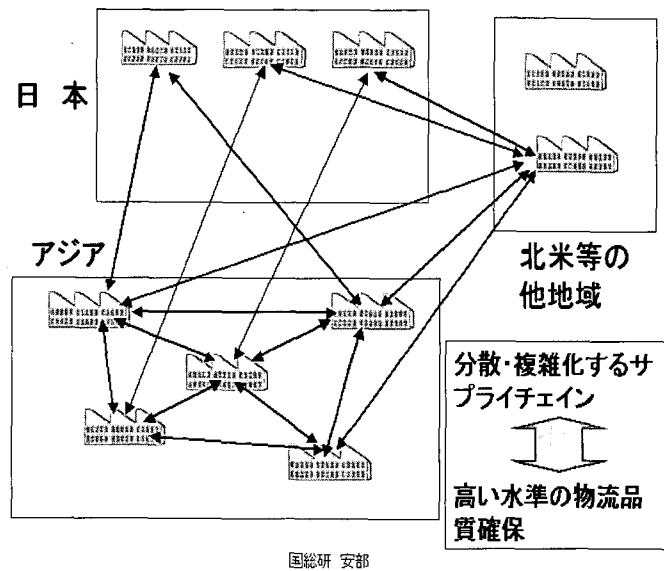 日 本
アジア
北米等の
他地域
分散・複雑化するサ
プライチェイン
高い水準の物流品
質確保
国総研 安部